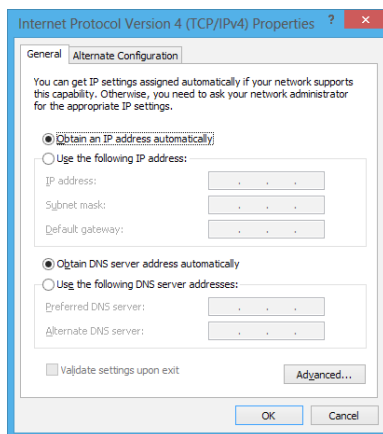 Internet Protocol Version 4 (TCP/IPv4) Properties ? ×
General Alternate Configuration
You can get IP settings assigned automatically if your network supports
this capability. Otherwise, you need to ask your network administrator
for the appropriate IP settings.
Obtain an IP address automatically
Use the following IP address:
IP address: . . .
Subnet mask: . . .
Default gateway: . . .
Obtain DNS server address automatically
Use the following DNS server addresses:
Preferred DNS server: . . .
Alternate DNS server: . . .
Validate settings upon exit
Advanced...
OK Cancel